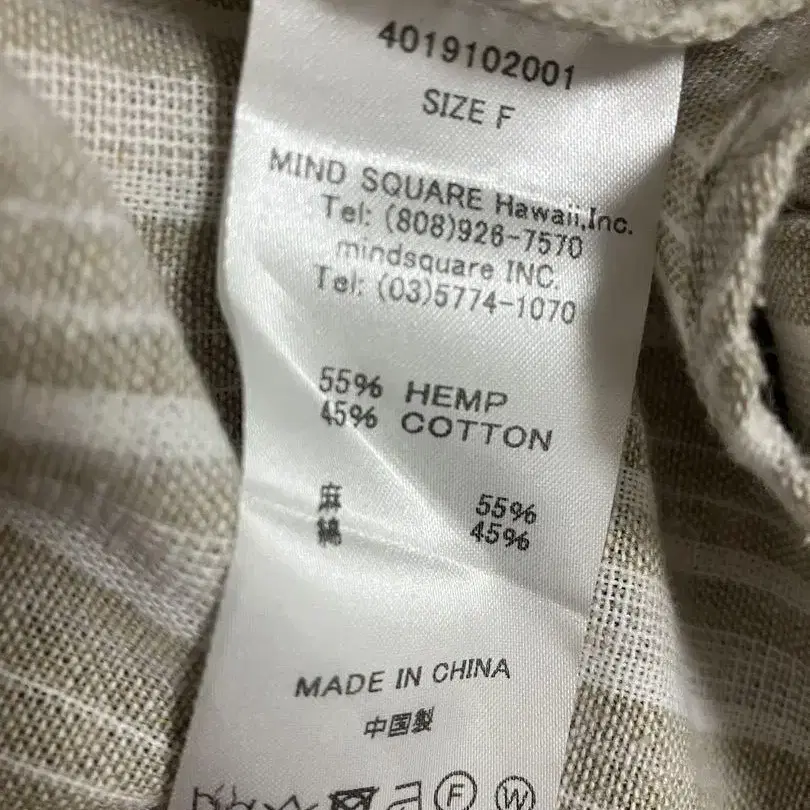 4019102001
SIZE F
MIND SQUARE Hawaii,Inc.
Tel: (808)926-7570
mindsquare INC.
Tel: (03)5774-1070
55% HEMP
45% COTTON
麻 55%
綿 45%
MADE IN CHINA
中国製
F W